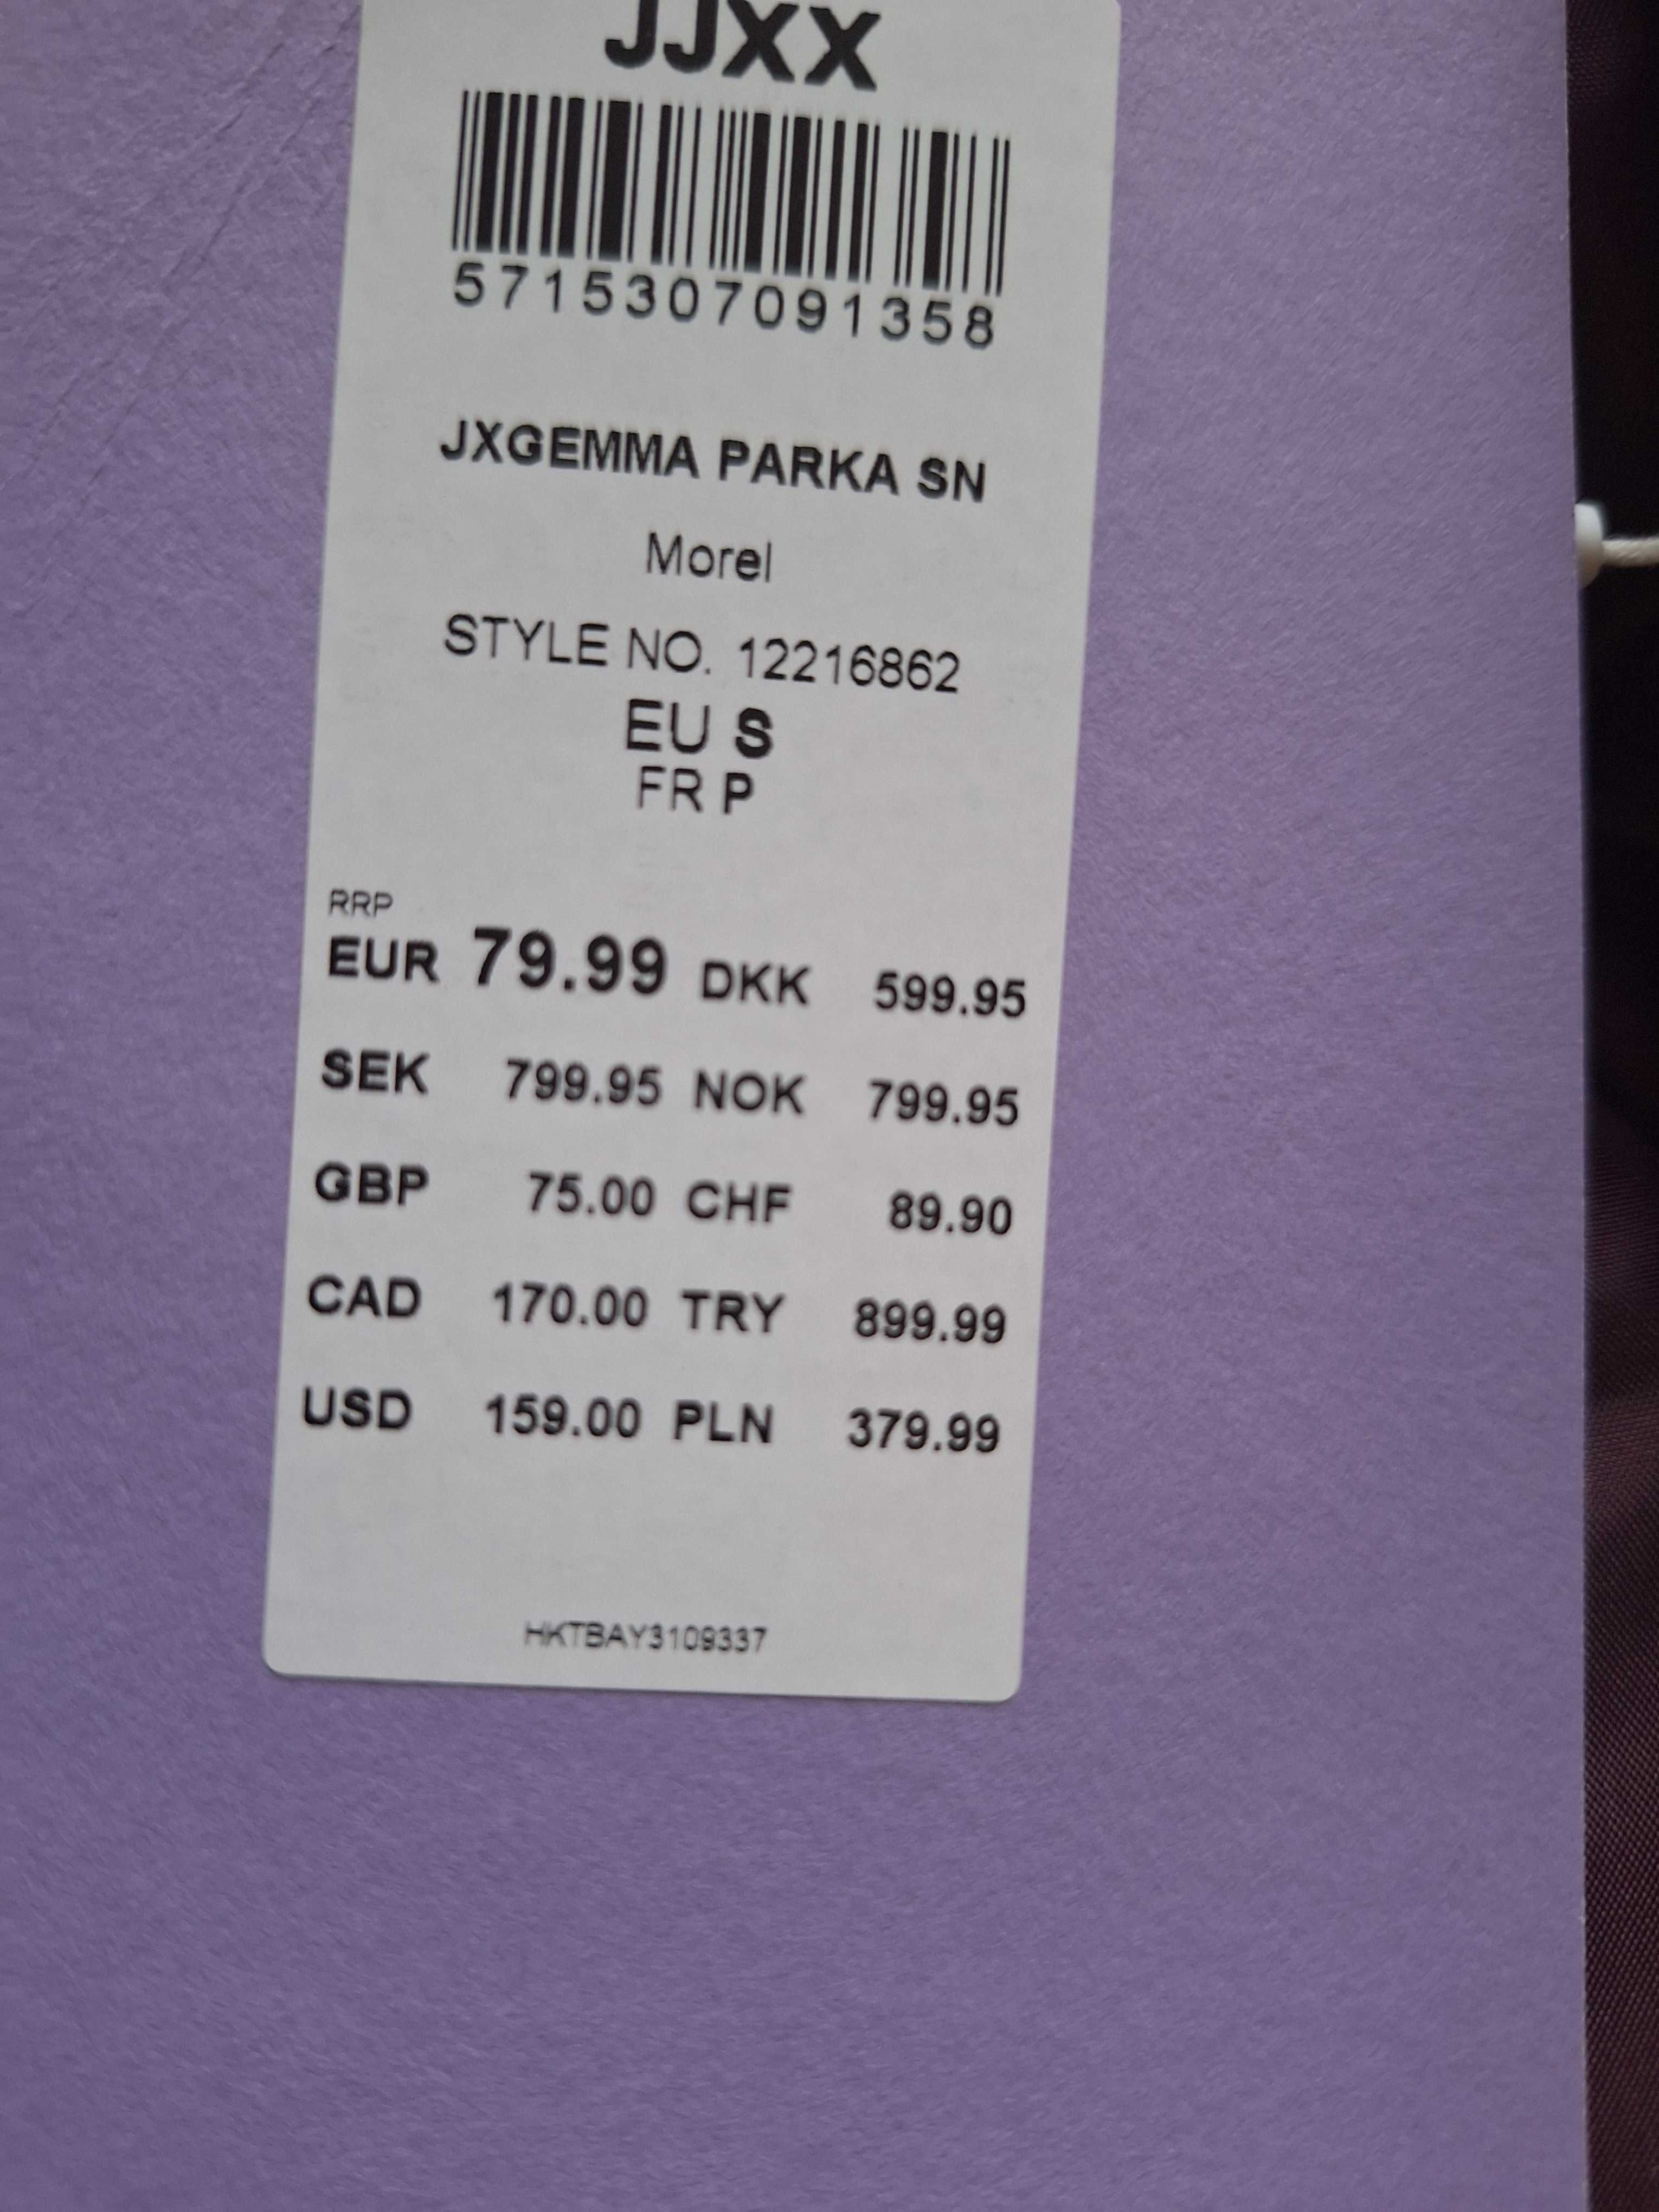 JJXX
5715307091358
JXGEMMA PARKA SN
Morel
STYLE NO. 12216862
EU S
FR P
RRP
EUR 79.99 DKK 599.95
SEK 799.95 NOK 799.95
GBP 75.00 CHF 89.90
CAD 170.00 TRY 899.99
USD 159.00 PLN 379.99
HKTBAY3109337